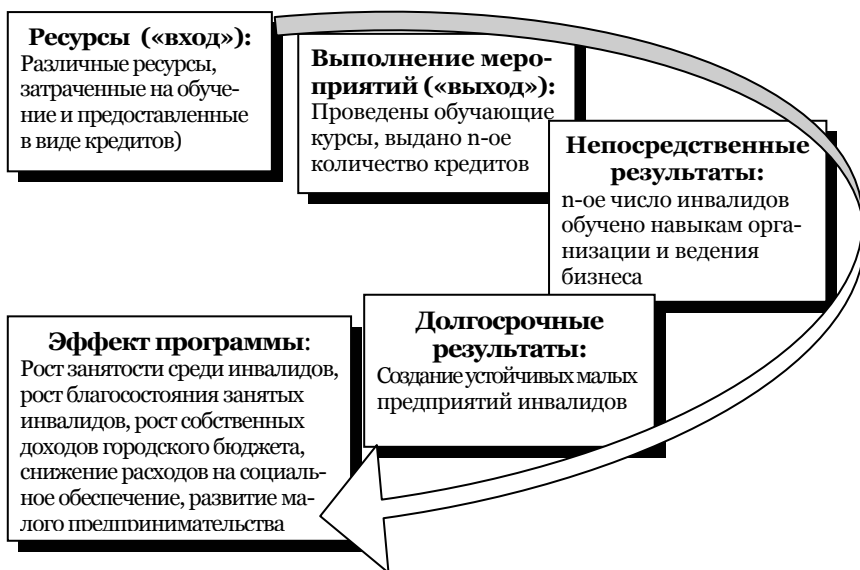 Ресурсы («вход»):
Различные ресурсы,
затраченные на обуче-
ние и предоставленные
в виде кредитов)
Выполнение меро-
приятий («выход»):
Проведены обучающие
курсы, выдано n-ое
количество кредитов
Непосредственные
результаты:
n-ое число инвалидов
обучено навыкам орга-
низации и ведения
бизнеса
Долгосрочные
результаты:
Создание устойчивых малых
предприятий инвалидов
Эффект программы:
Рост занятости среди инвалидов,
рост благосостояния занятых
инвалидов, рост собственных
доходов городского бюджета,
снижение расходов на социаль-
ное обеспечение, развитие ма-
лого предпринимательства